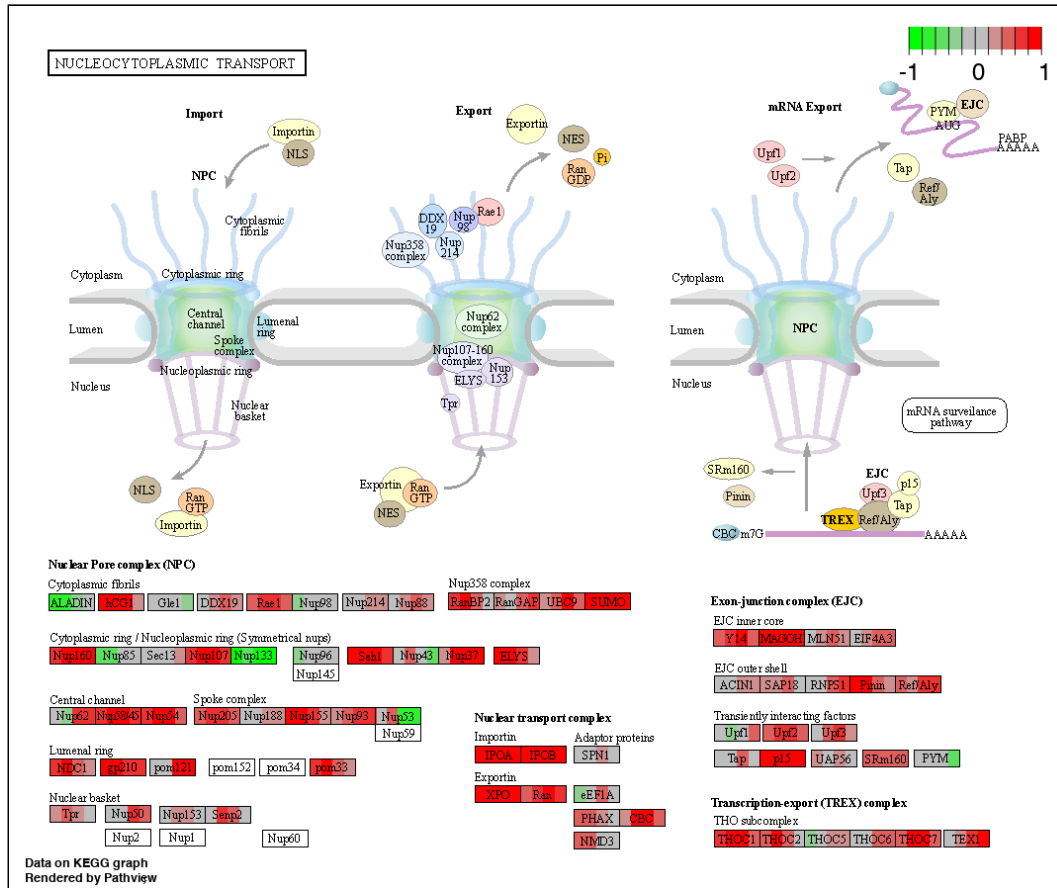 NUCLEOCYTOPLASMIC TRANSPORT
-1 0 1
Import
Importin
NLS
NPC
Cytoplasmic
fibrils
Cytoplasm
Cytoplasmic ring
Central
channel
Lumenal
ring
Lumen
Spoke
complex
Nucleoplasmic ring
Nucleus
Nuclear
basket
NLS
Ran
GTP
Importin
Export
Exportin
NES
Pi
Ran
GDP
DDX
19
Nup
98
Rae1
Nup358
complex
Nup
214
Nup62
complex
Nup107-160
complex
Nup
153
ELYS
Tpr
Exportin
Ran
GTP
NES
mRNA Export
PYM
EJC
AUG
PABP
AAAAA
Upf1
Upf2
Tap
Ref/
Aly
Cytoplasm
Lumen
NPC
Nucleus
mRNA surveilance
pathway
SRm160
Pinin
EJC
Upf3
p15
Tap
TREX
Ref/Aly
CBC
m7G
AAAAA
Nuclear Pore complex (NPC)
Cytoplasmic fibrils
ALADIN hCG1 Gle1 DDX19 Rae1 Nup98 Nup214 Nup88
Nup358 complex
RanBP2 RanGAP UBC9 SUMO
Cytoplasmic ring / Nucleoplasmic ring (Symmetrical nups)
Nup160 Nup85 Sec13 Nup107 Nup133 Nup96 Seh1 Nup43 Nup37 ELYS
Nup145
Central channel
Nup62 Nup58/45 Nup54
Spoke complex
Nup205 Nup188 Nup155 Nup93 Nup53
Nup59
Lumenal ring
NDC1 gp210 pom121 pom152 pom34 pom33
Nuclear basket
Tpr Nup50 Nup153 Senp2
Nup2 Nup1 Nup60
Nuclear transport complex
Importin
IPOA IPOB
Adaptor proteins
SPN1
Exportin
XPO Ran
eEF1A
PHAX CBC
NMD3
Exon-junction complex (EJC)
EJC inner core
Y14 MAGOH MLN51 EIF4A3
EJC outer shell
ACIN1 SAP18 RNPS1 Pinin Ref/Aly
Transiently interacting factors
Upf1 Upf2 Upf3
Tap p15 UAP56 SRm160 PYM
Transcription-export (TREX) complex
THO subcomplex
THOC1 THOC2 THOC5 THOC6 THOC7 TEX1
Data on KEGG graph
Rendered by Pathview